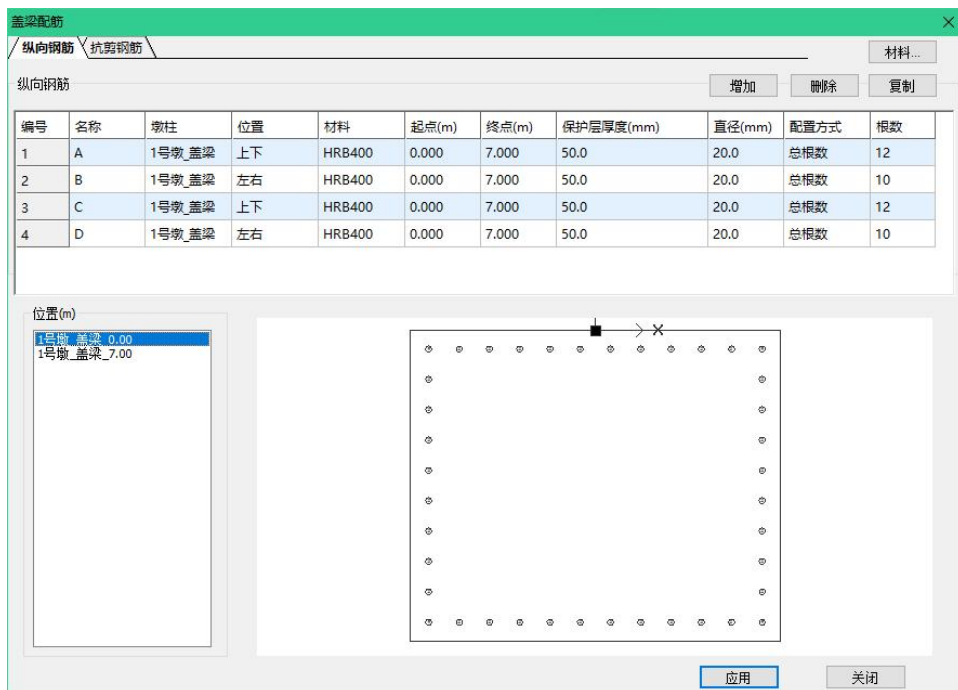 盖梁配筋
纵向钢筋 抗剪钢筋
材料...
纵向钢筋 增加 删除 复制
编号 名称 墩柱 位置 材料 起点(m) 终点(m) 保护层厚度(mm) 直径(mm) 配置方式 根数
1 A 1号墩_盖梁 上下 HRB400 0.000 7.000 50.0 20.0 总根数 12
2 B 1号墩_盖梁 左右 HRB400 0.000 7.000 50.0 20.0 总根数 10
3 C 1号墩_盖梁 上下 HRB400 0.000 7.000 50.0 20.0 总根数 12
4 D 1号墩_盖梁 左右 HRB400 0.000 7.000 50.0 20.0 总根数 10
位置(m)
1号墩_盖梁_0.00
1号墩_盖梁_7.00
X
应用 关闭